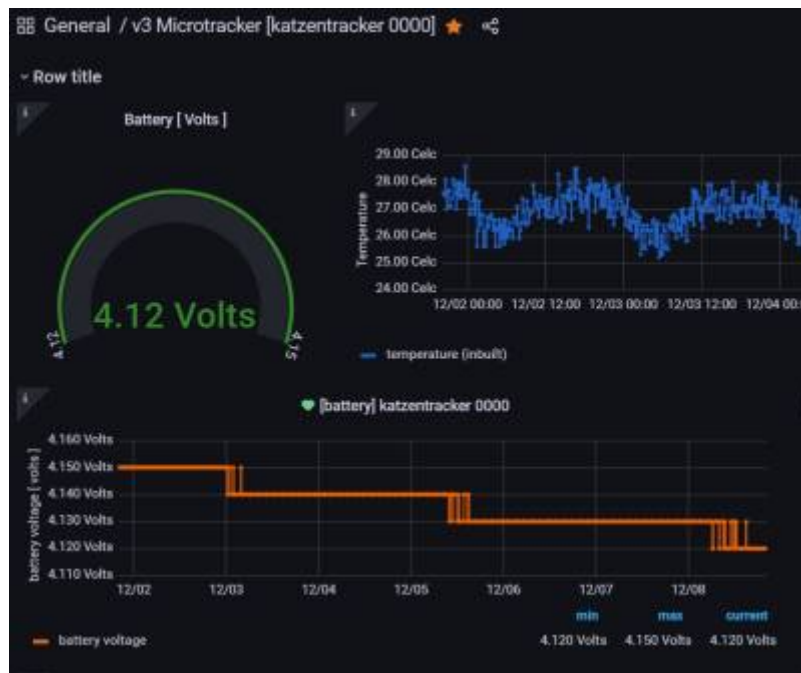 General / v3 Microtracker [katzentracker 0000]
Row title
i
Battery [ Volts ]
4.12 Volts
4.12
4.15
i
Temperature
29.00 Celc
28.00 Celc
27.00 Celc
26.00 Celc
25.00 Celc
24.00 Celc
12/02 00:00 12/02 12:00 12/03 00:00 12/03 12:00 12/04 00:
temperature (inbuilt)
i
[battery] katzentracker 0000
battery voltage [ volts ]
4.160 Volts
4.150 Volts
4.140 Volts
4.130 Volts
4.120 Volts
4.110 Volts
12/02 12/03 12/04 12/05 12/06 12/07 12/08
min max current
battery voltage 4.120 Volts 4.150 Volts 4.120 Volts